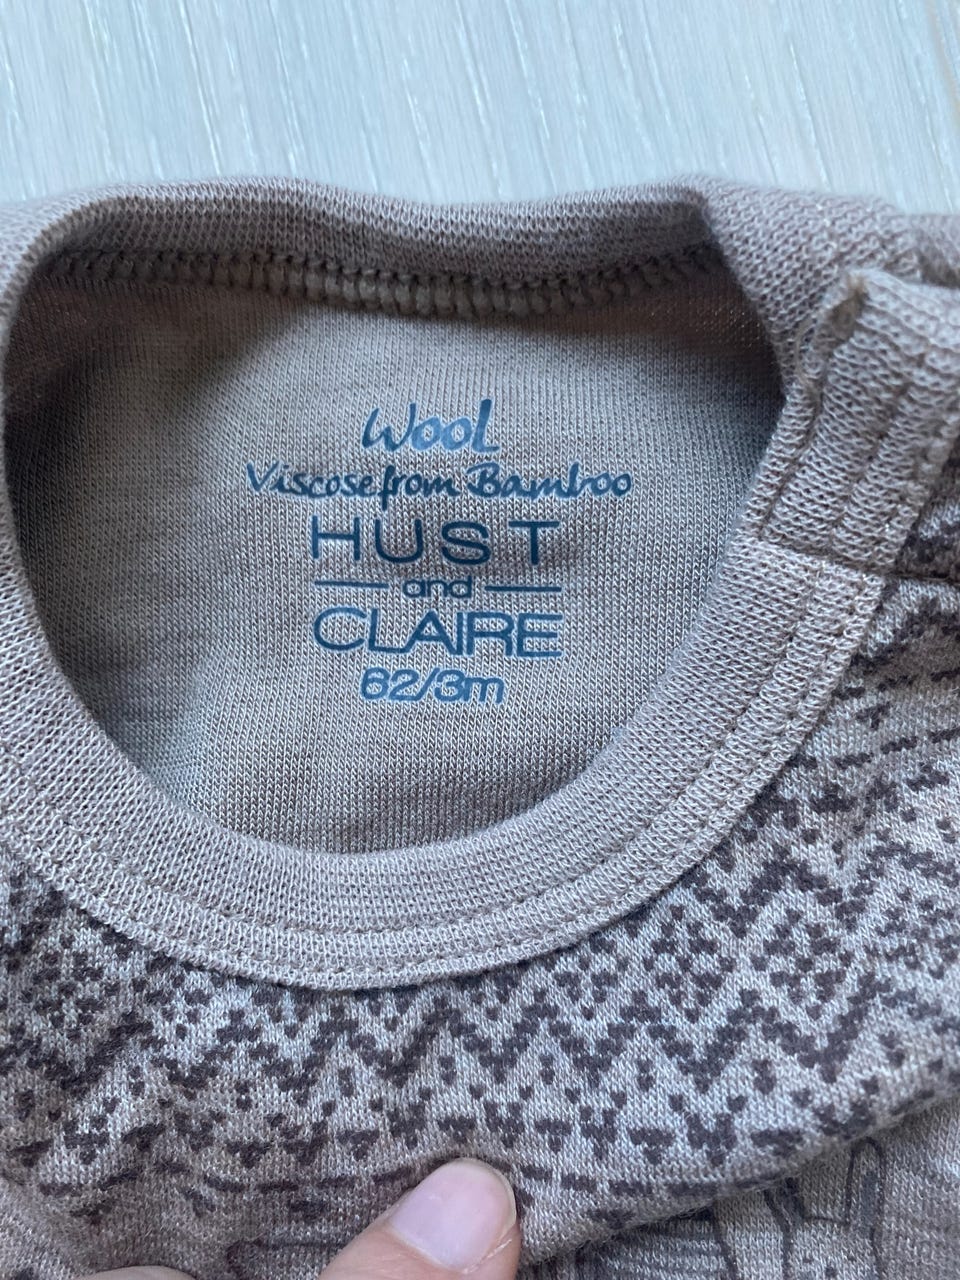 Wool
Viscose from Bamboo
HUST
and
CLAIRE
62/3m